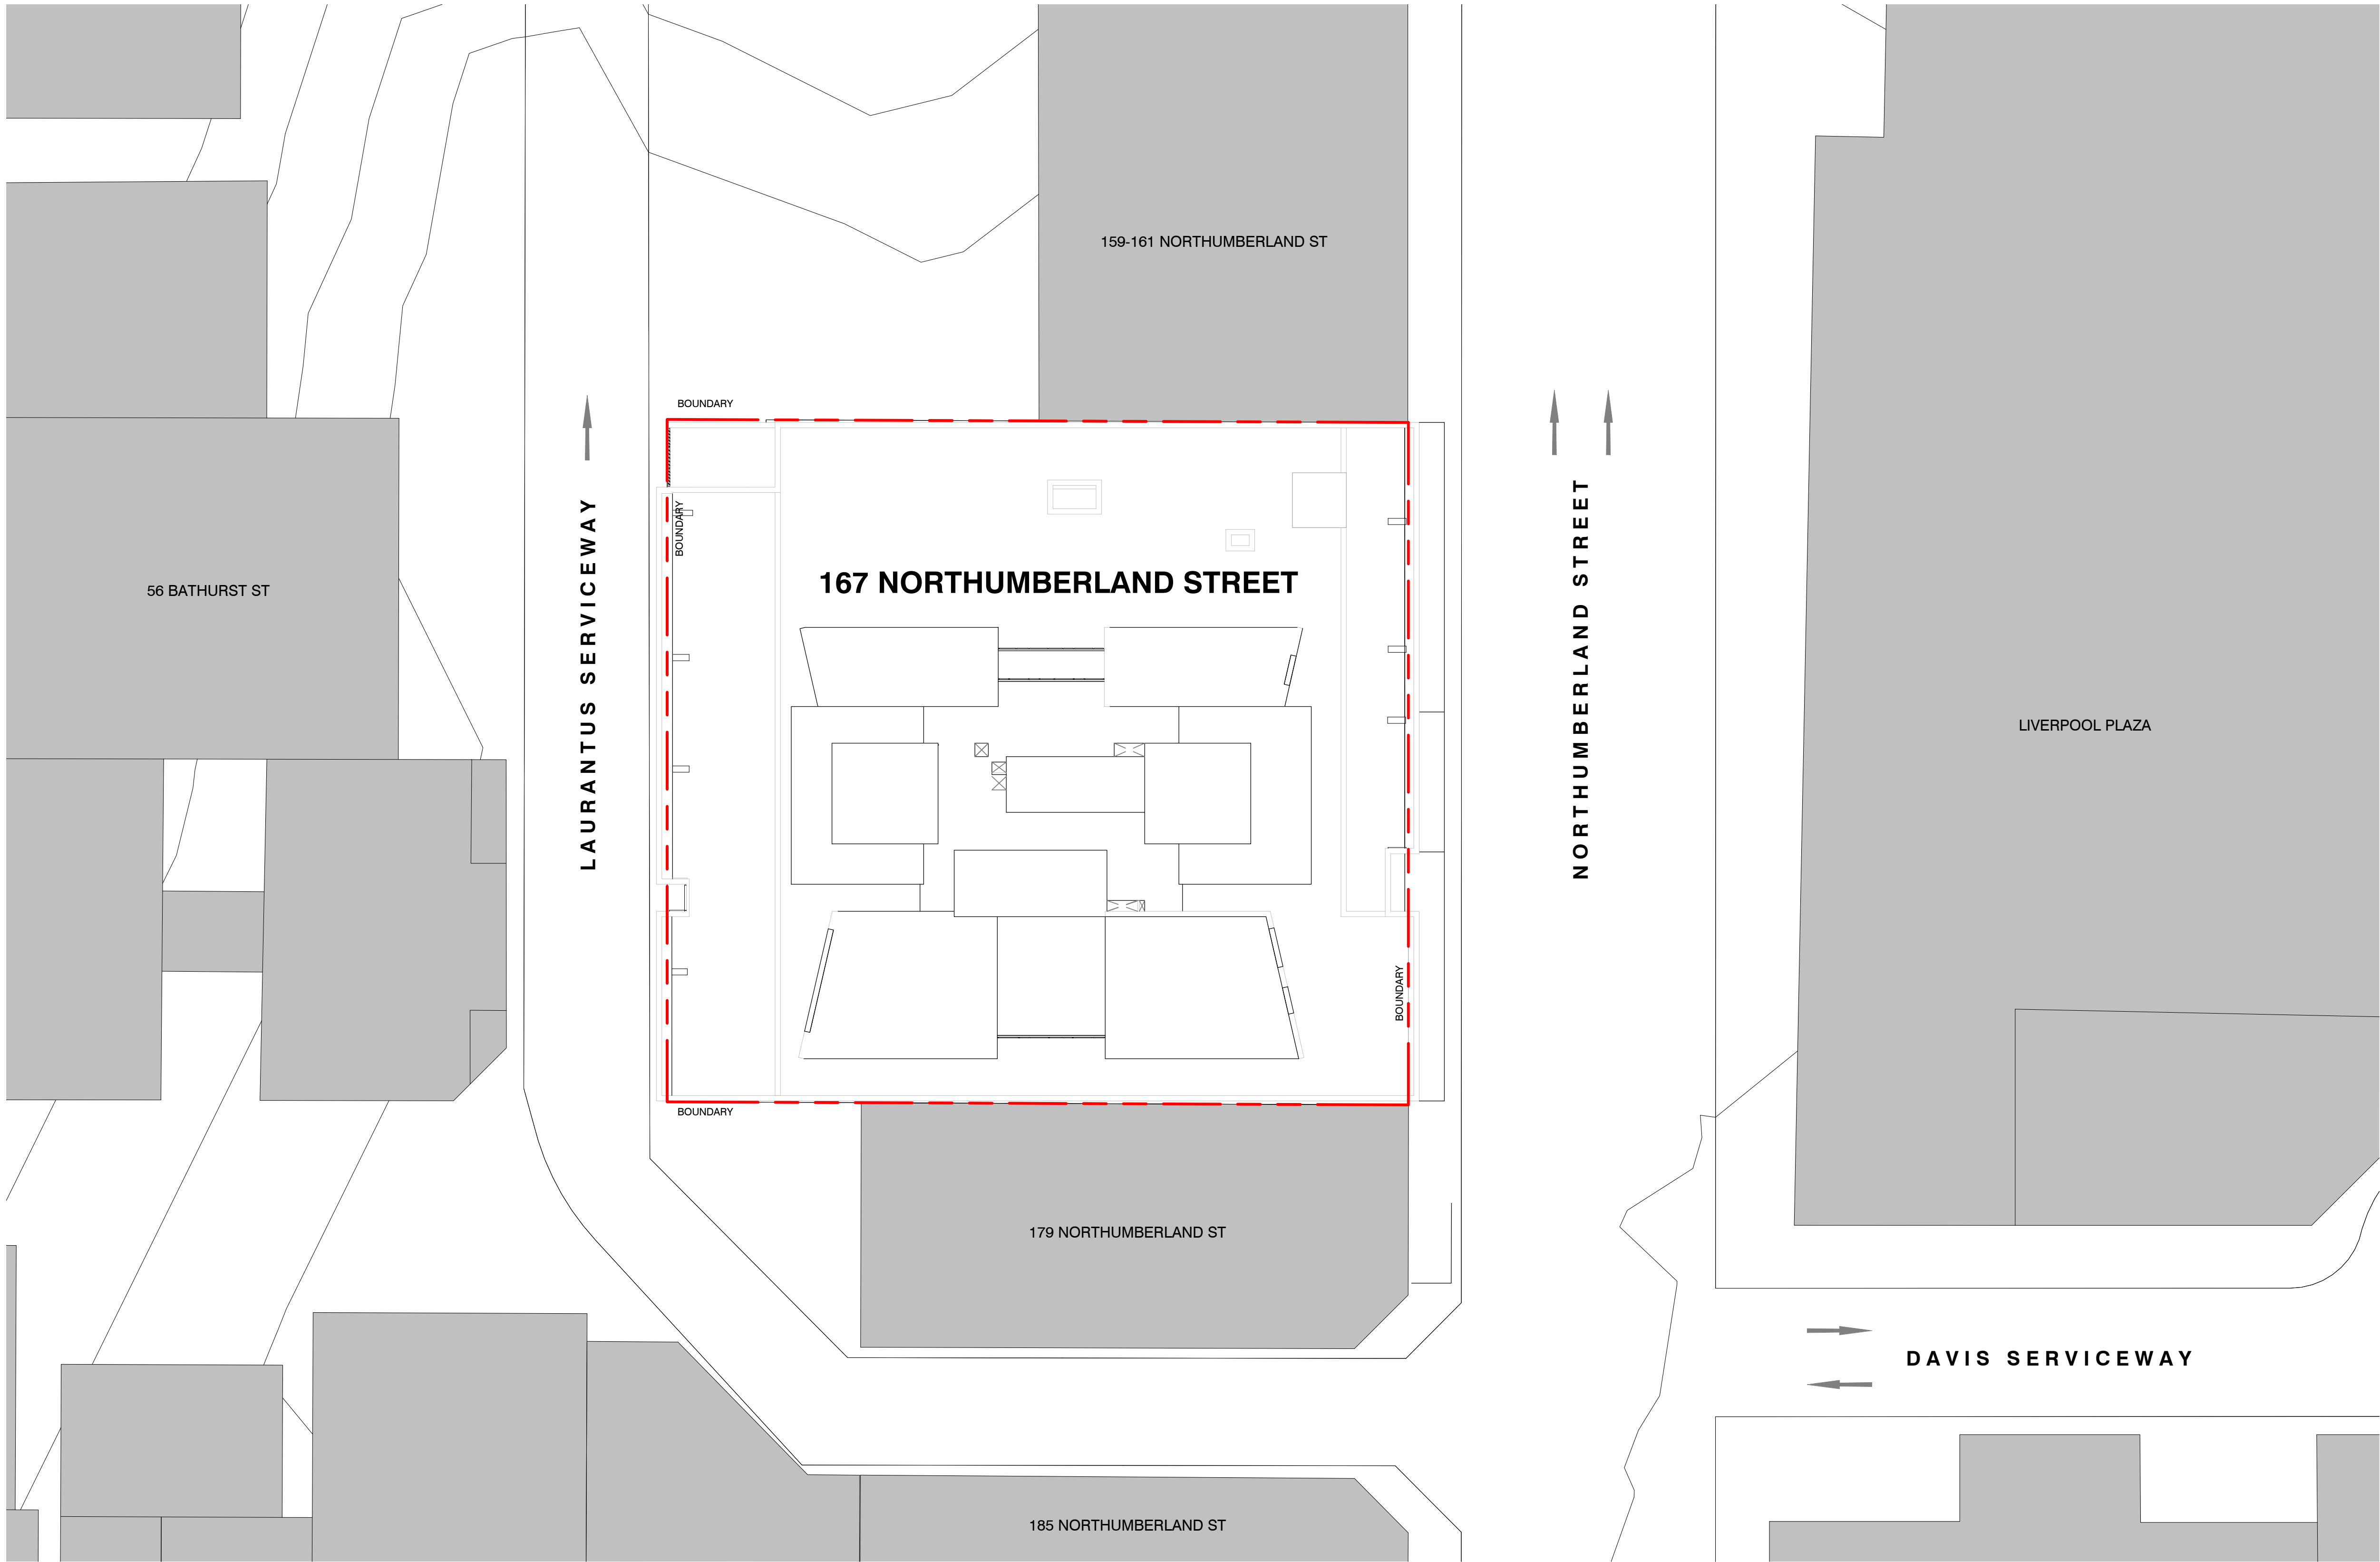 159-161 NORTHUMBERLAND ST
BOUNDARY
BOUNDARY
167 NORTHUMBERLAND STREET
56 BATHURST ST
LAURANTUS SERVICEWAY
NORTHUMBERLAND STREET
LIVERPOOL PLAZA
BOUNDARY
BOUNDARY
179 NORTHUMBERLAND ST
DAVIS SERVICEWAY
185 NORTHUMBERLAND ST